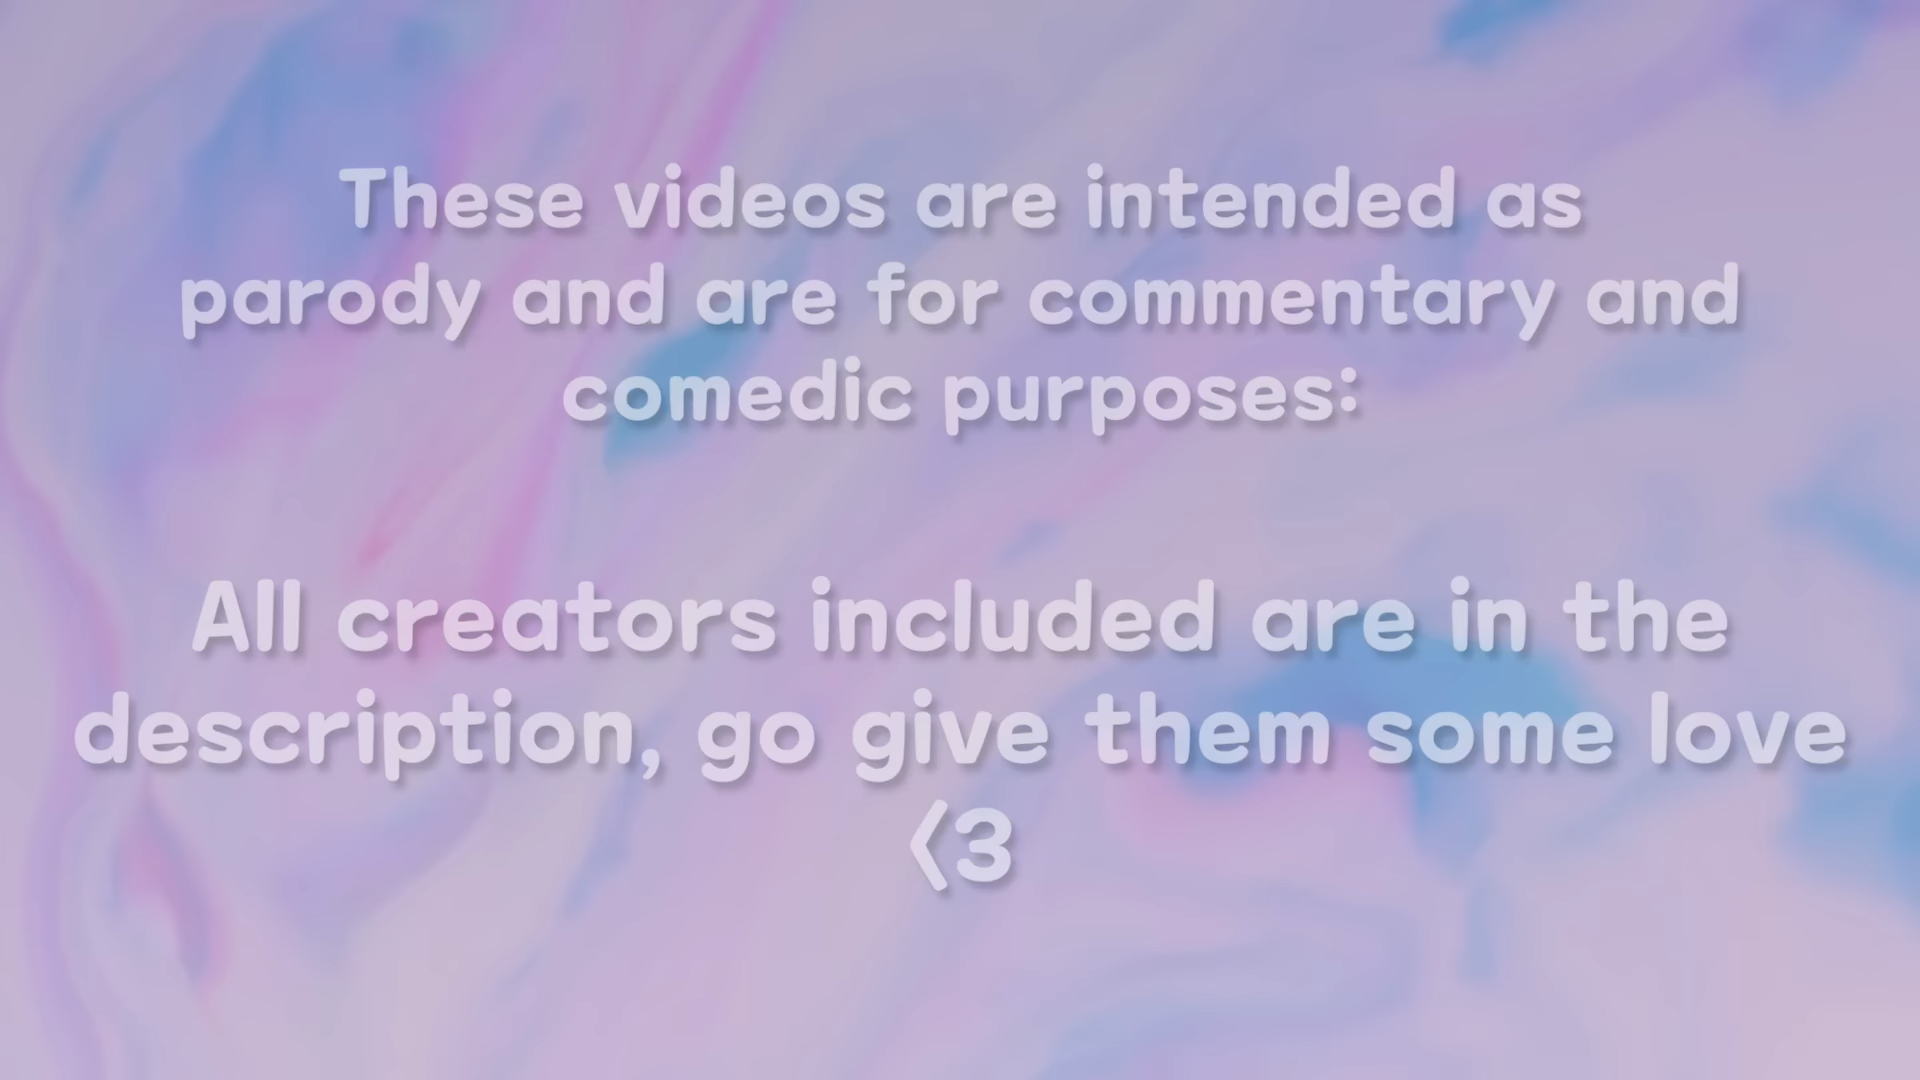 These videos are intended as
parody and are for commentary and
comedic purposes:
All creators included are in the
description, go give them some love
<3